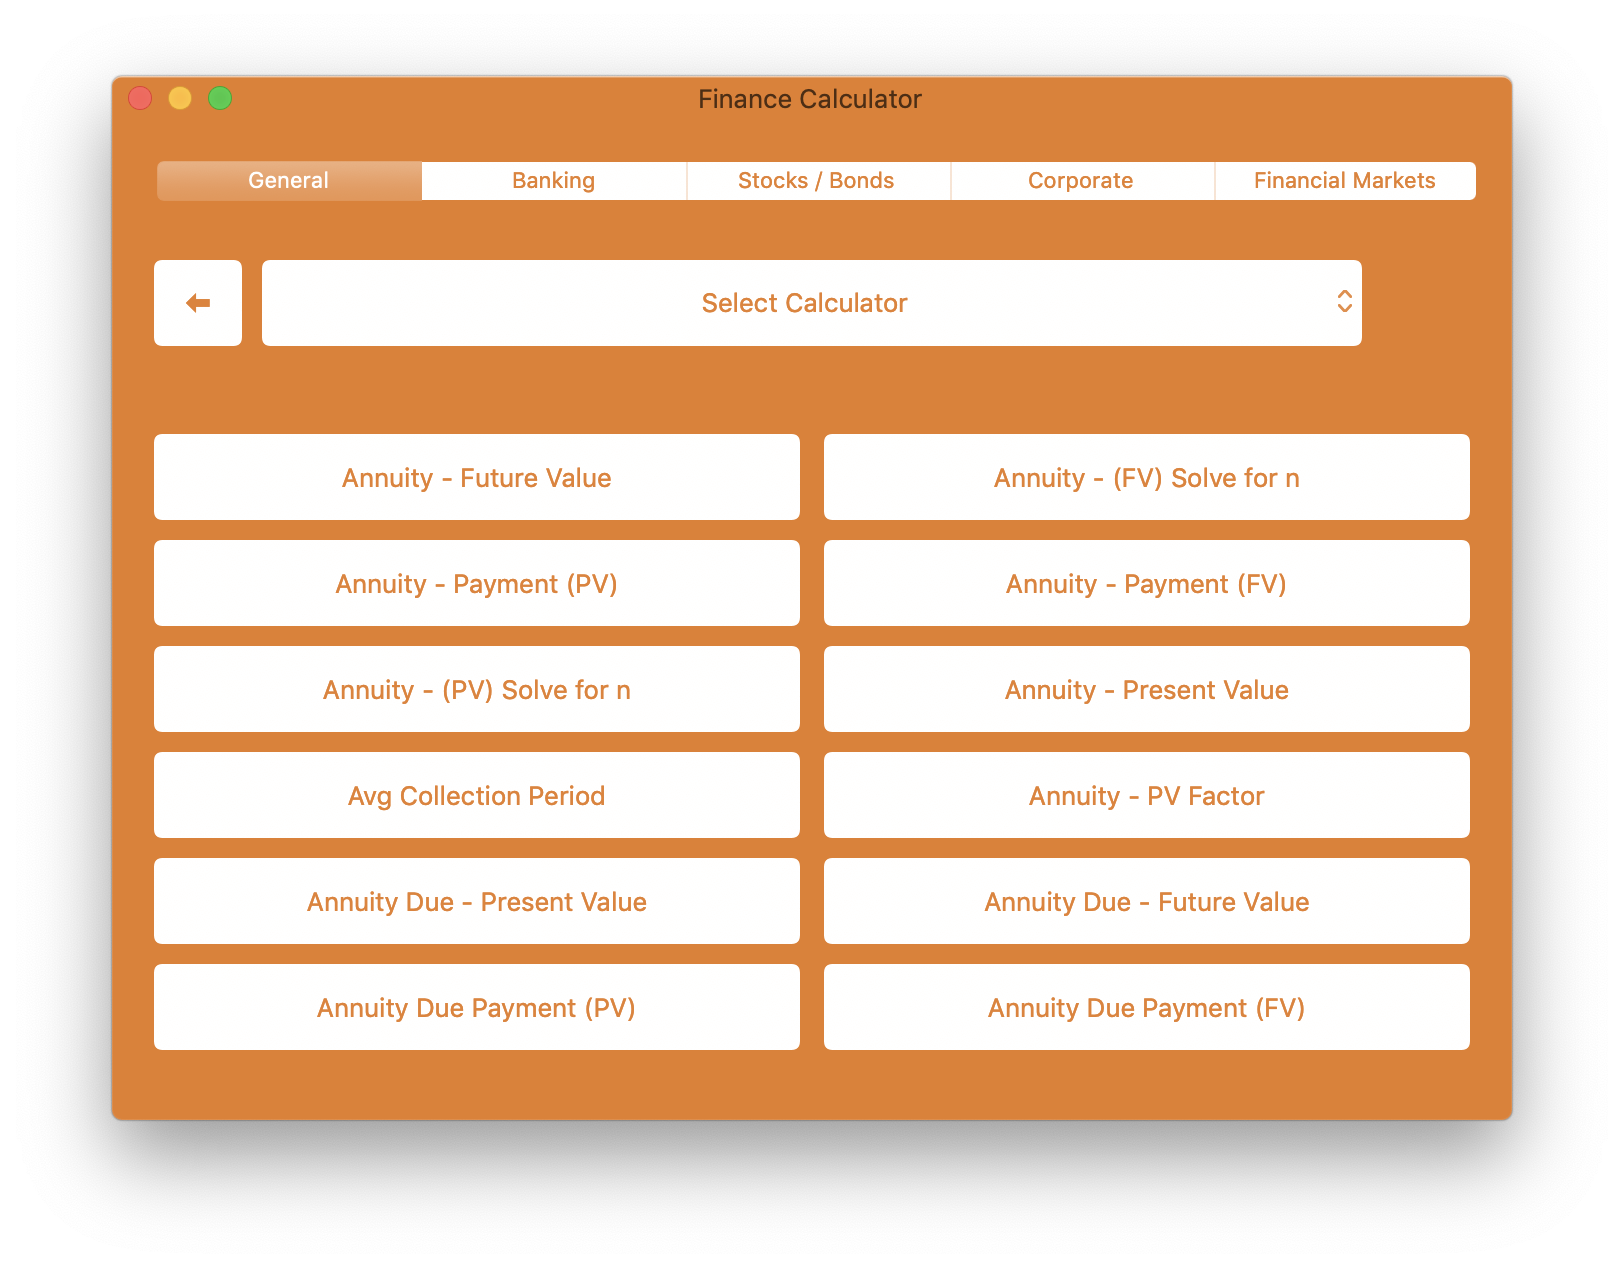 Finance Calculator
General
Banking
Stocks / Bonds
Corporate
Financial Markets
Select Calculator
Annuity - Future Value
Annuity - (FV) Solve for n
Annuity - Payment (PV)
Annuity - Payment (FV)
Annuity - (PV) Solve for n
Annuity - Present Value
Avg Collection Period
Annuity - PV Factor
Annuity Due - Present Value
Annuity Due - Future Value
Annuity Due Payment (PV)
Annuity Due Payment (FV)